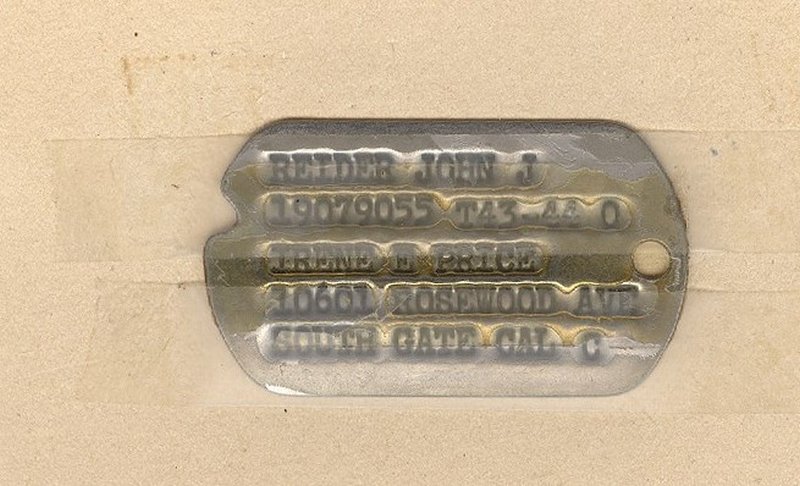 REIDER JOHN J
19079055 T43-44 O
IRENE E PRICE
10601 ROSEWOOD AVE
SOUTH GATE CAL C